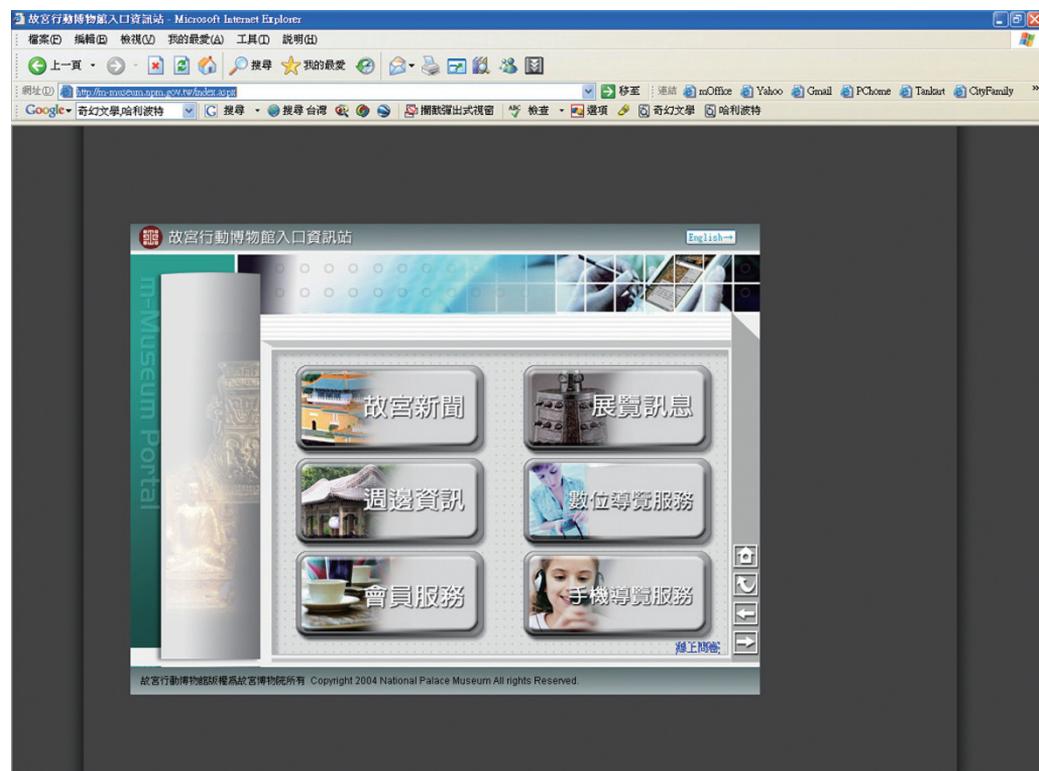 故宮行動博物館入口資訊站 - Microsoft Internet Explorer
檔案(F) 編輯(E) 檢視(V) 我的最愛(A) 工具(T) 説明(H)
上一頁 搜尋 我的最愛
網址(D) http://m-museum.npm.gov.tw/index.aspx 移至 連結 mOffice Yahoo Gmail PChome Tankart CityFamily »
Google 奇幻文學,哈利波特 搜尋 搜尋台灣 攔截彈出式視窗 檢查 選項 奇幻文學 哈利波特
故宮行動博物館入口資訊站 English→
m-Museum Portal
故宮新聞 展覽訊息
週邊資訊 數位導覽服務
會員服務 手機導覽服務
線上問卷
故宮行動博物館版權為故宮博物院所有 Copyright 2004 National Palace Museum All rights Reserved.